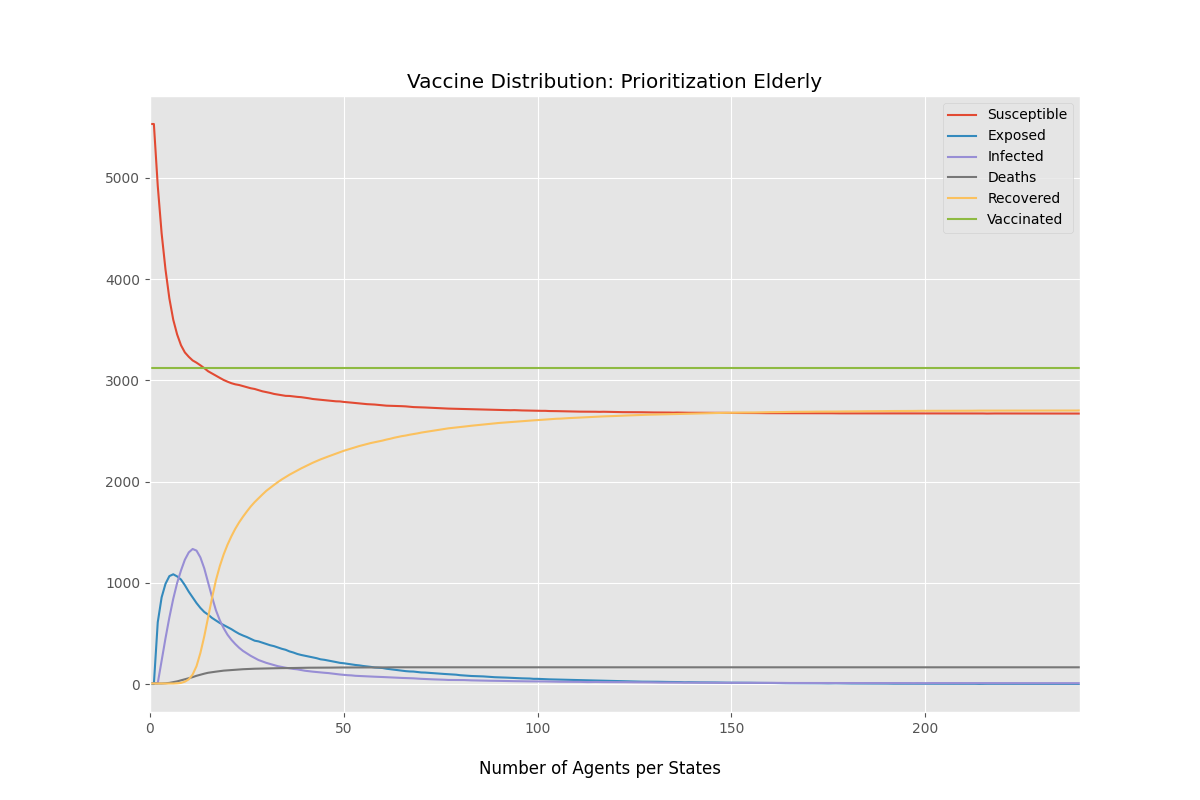 Vaccine Distribution: Prioritization Elderly
Susceptible
Exposed
Infected
Deaths
Recovered
Vaccinated
5000
4000
3000
2000
1000
0
0 50 100 150 200
Number of Agents per States